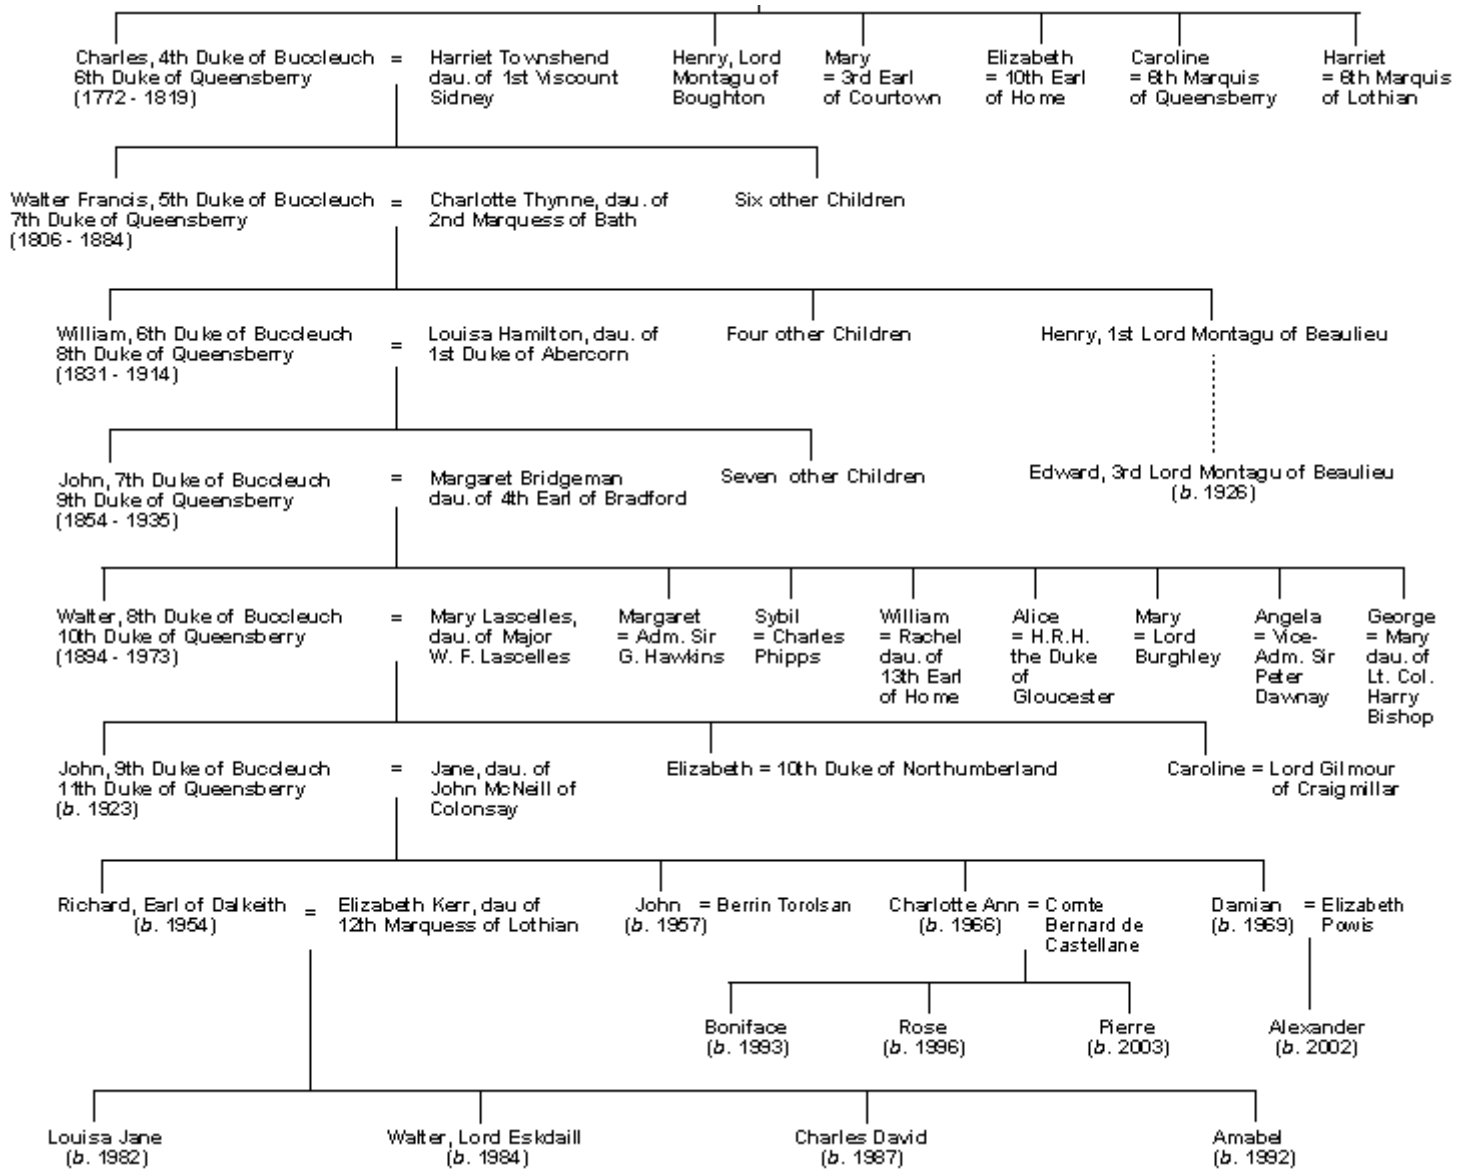 Charles, 4th Duke of Buccleuch =
6th Duke of Queensberry
(1772 - 1819)
Harriet Townshend
dau. of 1st Viscount
Sidney
Henry, Lord
Montagu of
Boughton
Mary
= 3rd Earl
of Courtown
Elizabeth
= 10th Earl
of Home
Caroline
= 6th Marquis
of Queensberry
Harriet
= 6th Marquis
of Lothian
Walter Francis, 5th Duke of Buccleuch =
7th Duke of Queensberry
(1806 - 1884)
Charlotte Thynne, dau. of
2nd Marquess of Bath
Six other Children
William, 6th Duke of Buccleuch
8th Duke of Queensberry =
(1831 - 1914)
Louisa Hamilton, dau. of
1st Duke of Abercorn
Four other Children
Henry, 1st Lord Montagu of Beaulieu
John, 7th Duke of Buccleuch =
9th Duke of Queensberry
(1854 - 1935)
Margaret Bridgeman
dau. of 4th Earl of Bradford
Seven other Children
Edward, 3rd Lord Montagu of Beaulieu
(b. 1926)
Walter, 8th Duke of Buccleuch =
10th Duke of Queensberry
(1894 - 1973)
Mary Lascelles,
dau. of Major
W. F. Lascelles
Margaret
= Adm. Sir
G. Hawkins
Sybil
= Charles
Phipps
William
= Rachel
dau. of
13th Earl
of Home
Alice
= H.R.H.
the Duke
of
Gloucester
Mary
= Lord
Burghley
Angela
= Vice-
Adm. Sir
Peter
Dawnay
George
= Mary
dau. of
Lt. Col.
Harry
Bishop
John, 9th Duke of Buccleuch =
11th Duke of Queensberry
(b. 1923)
Jane, dau. of
John McNeill of
Colonsay
Elizabeth = 10th Duke of Northumberland
Caroline = Lord Gilmour
of Craigmillar
Richard, Earl of Dalkeith =
(b. 1954)
Elizabeth Kerr, dau of
12th Marquess of Lothian
John = Berrin Torolsan
(b. 1957)
Charlotte Ann = Comte
(b. 1966) Bernard de
Castellane
Damian = Elizabeth
(b. 1969) Powis
Boniface
(b. 1993)
Rose
(b. 1996)
Pierre
(b. 2003)
Alexander
(b. 2002)
Louisa Jane
(b. 1982)
Walter, Lord Eskdaill
(b. 1984)
Charles David
(b. 1987)
Amabel
(b. 1992)